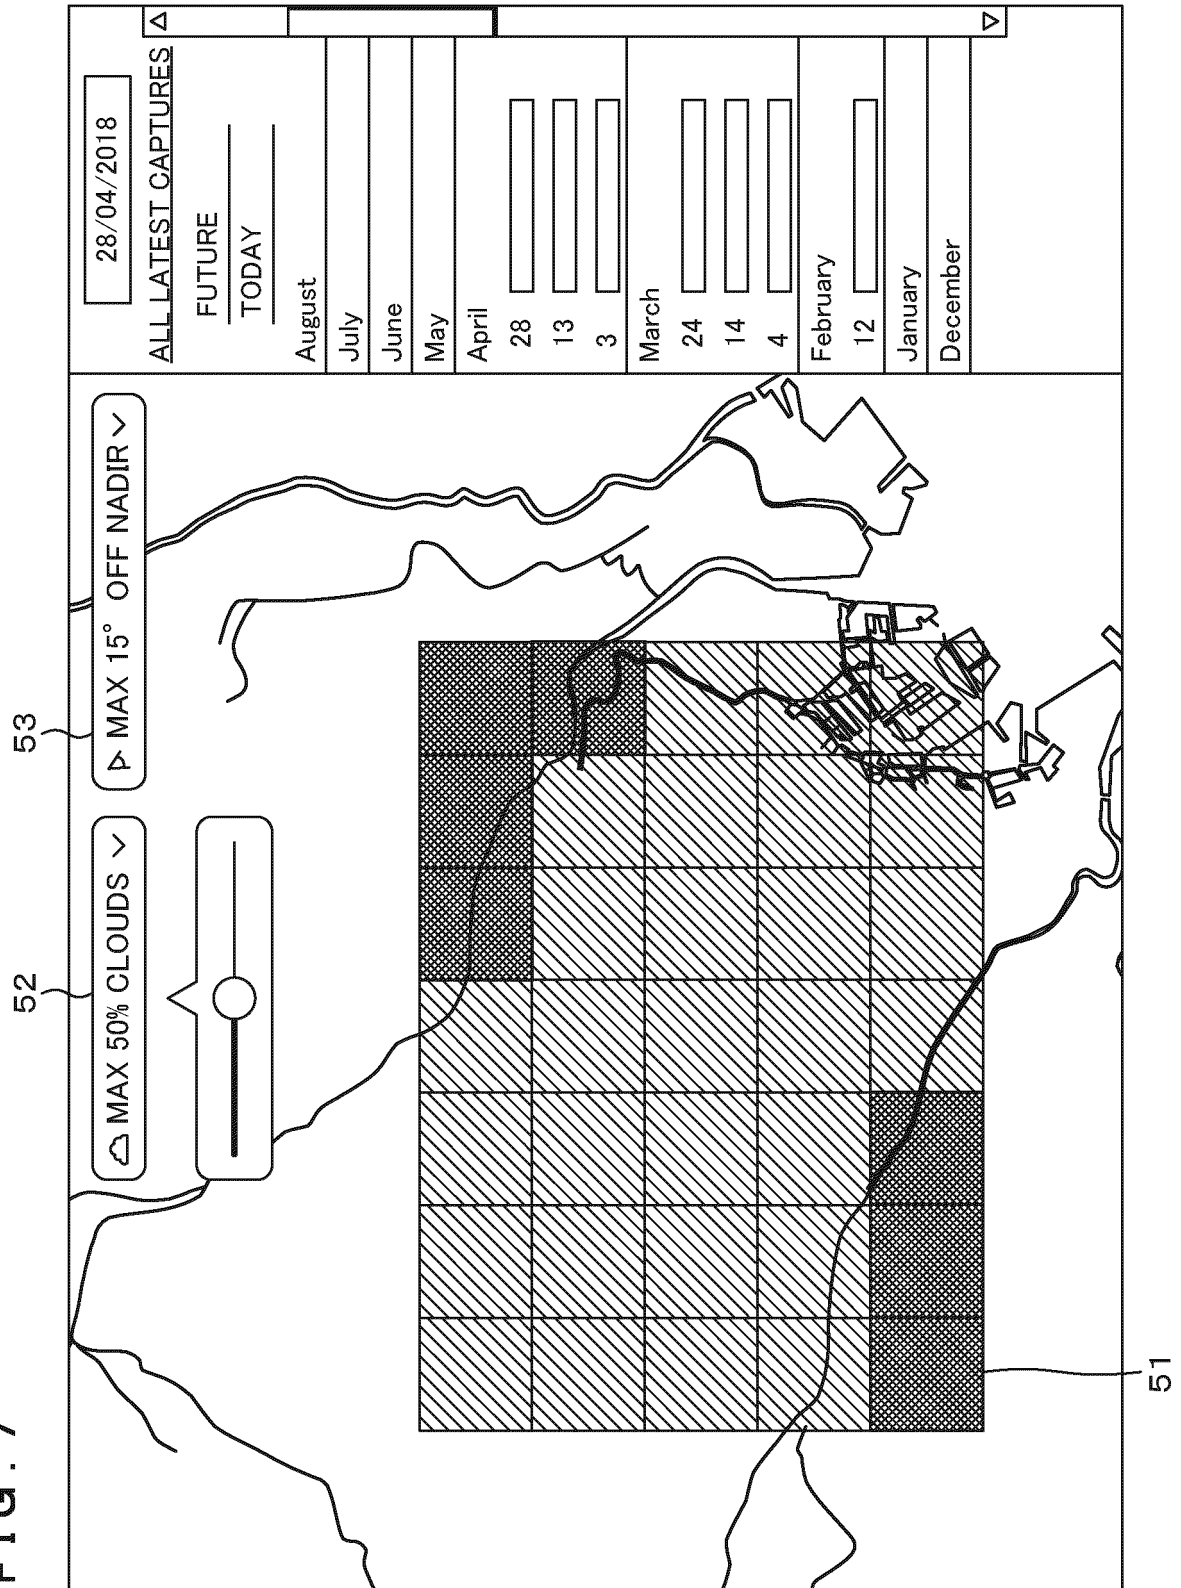 FIG. 7
52
53
MAX 50% CLOUDS
MAX 15° OFF NADIR
28/04/2018
ALL LATEST CAPTURES
FUTURE
TODAY
August
July
June
May
April
28
13
3
March
24
14
4
February
12
January
December
51